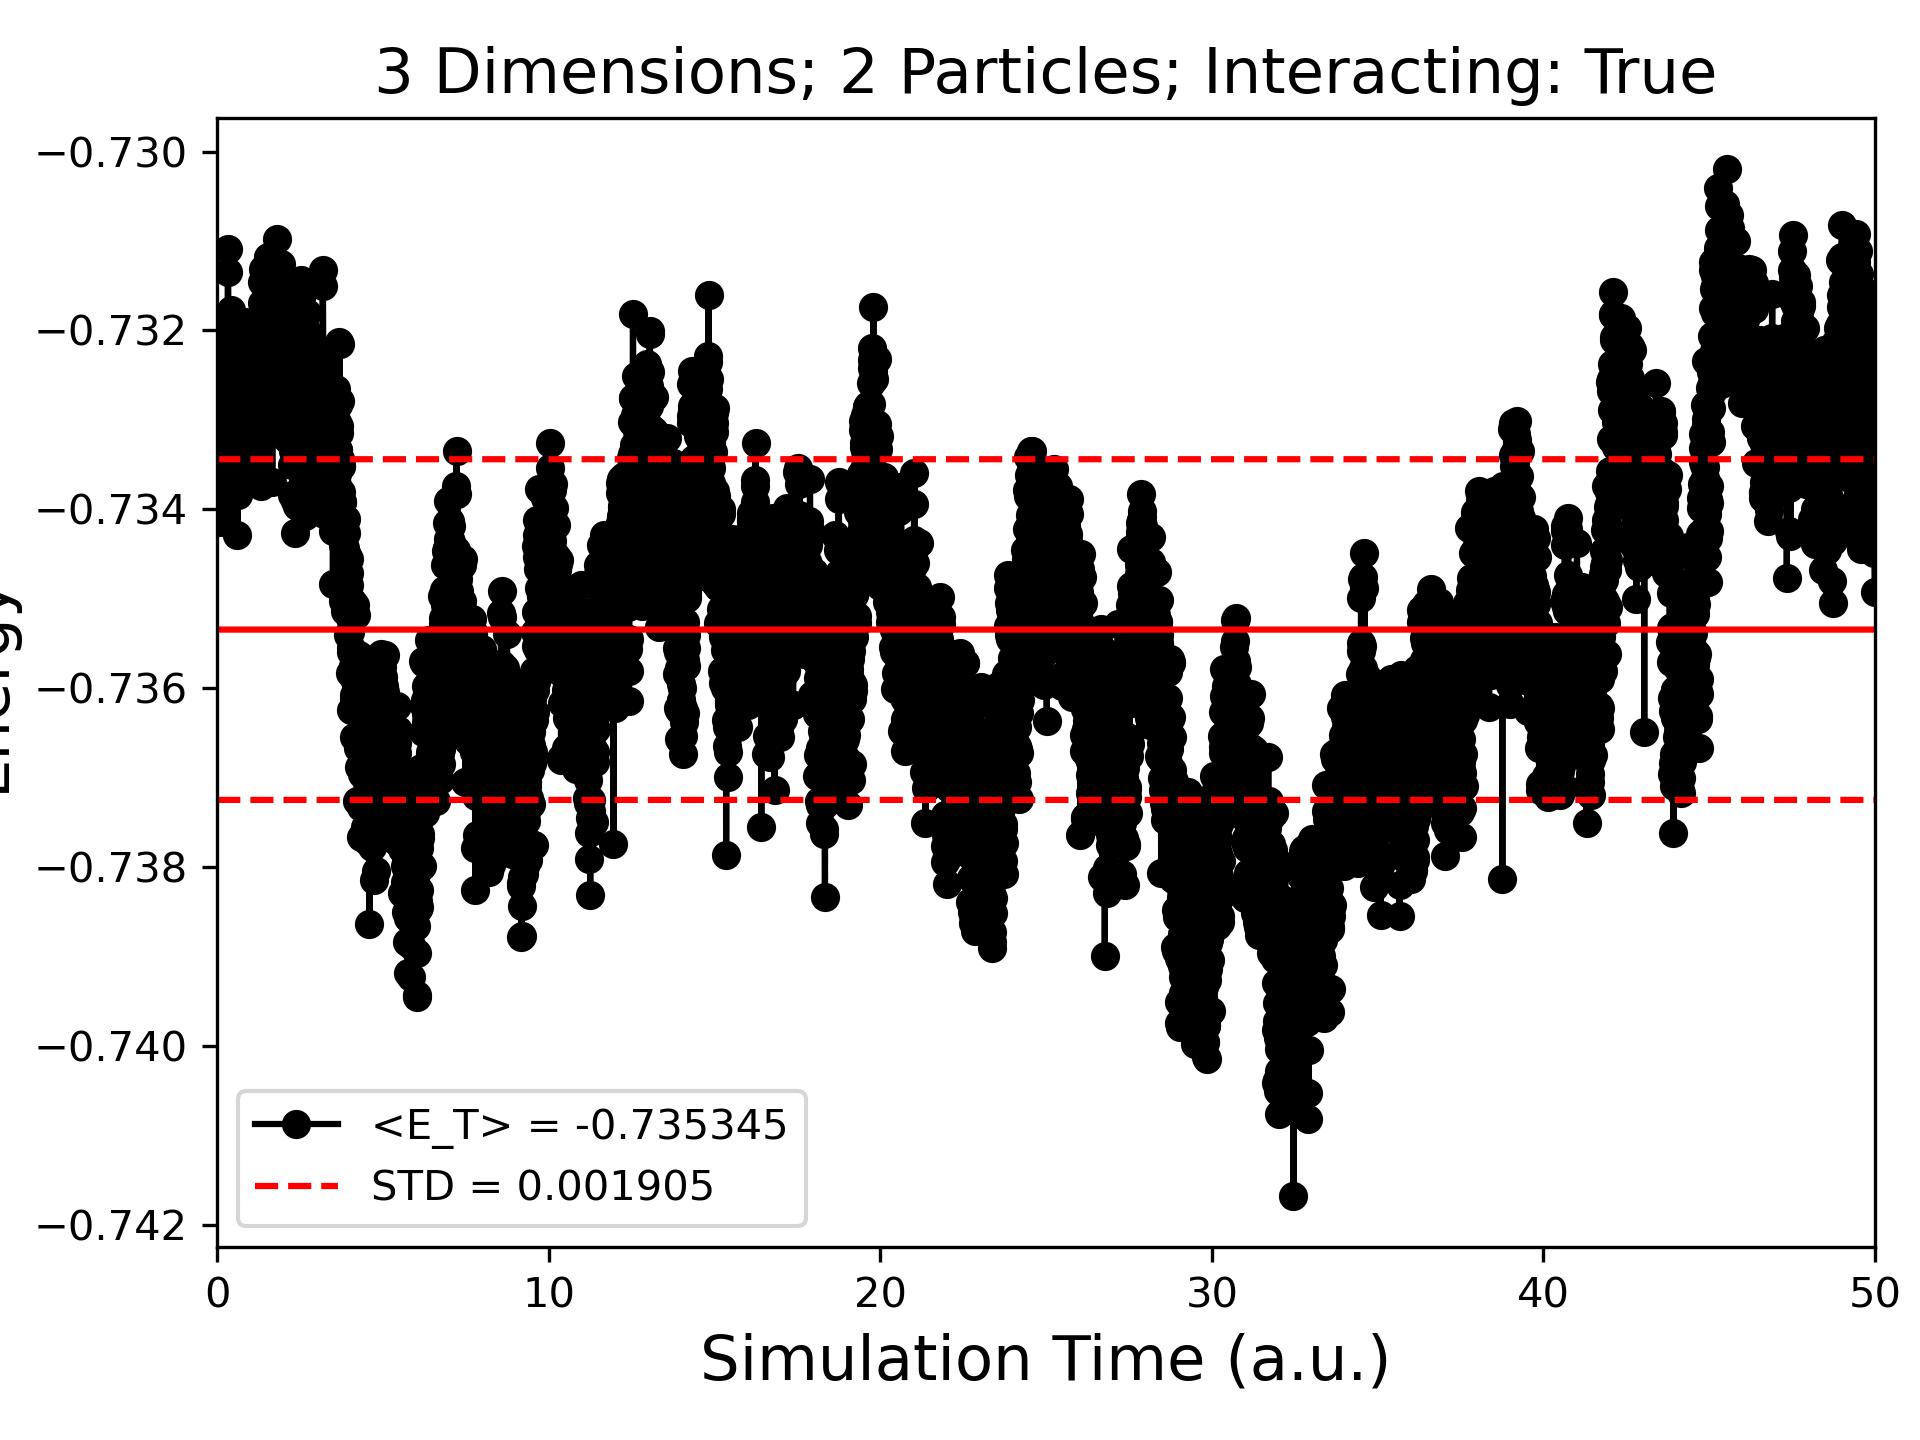 3 Dimensions; 2 Particles; Interacting: True
−0.730
−0.732
−0.734
−0.736
−0.738
−0.740
−0.742
Energy
<E_T> = -0.735345
STD = 0.001905
0 10 20 30 40 50
Simulation Time (a.u.)